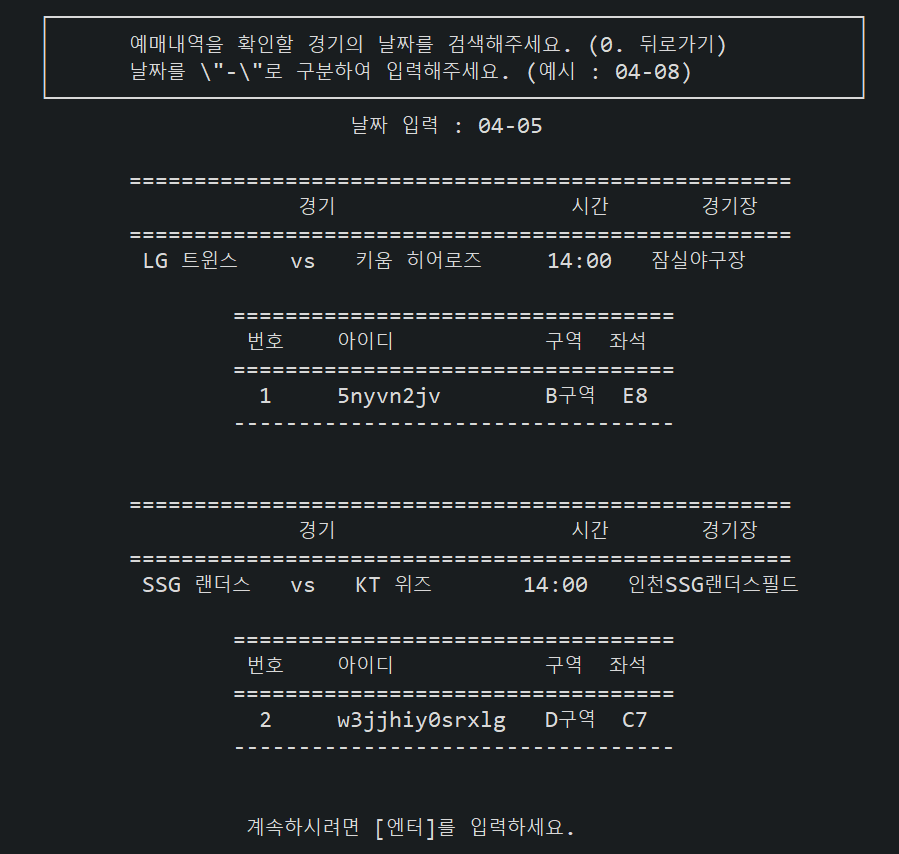 예매내역을 확인할 경기의 날짜를 검색해주세요. (0. 뒤로가기)
날짜를 \"-\"로 구분하여 입력해주세요. (예시 : 04-08)
날짜 입력 : 04-05
===================================================
경기 시간 경기장
===================================================
LG 트윈스 vs 키움 히어로즈 14:00 잠실야구장
==================================
번호 아이디 구역 좌석
==================================
1 5nyvn2jv B구역 E8
----------------------------------
===================================================
경기 시간 경기장
===================================================
SSG 랜더스 vs KT 위즈 14:00 인천SSG랜더스필드
==================================
번호 아이디 구역 좌석
==================================
2 w3jjhiy0srxlg D구역 C7
----------------------------------
계속하시려면 [엔터]를 입력하세요.